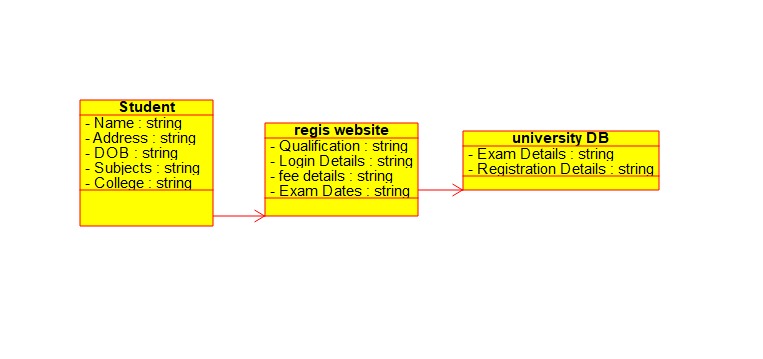 Student
- Name : string
- Address : string
- DOB : string
- Subjects : string
- College : string
regis website
- Qualification : string
- Login Details : string
- fee details : string
- Exam Dates : string
university DB
- Exam Details : string
- Registration Details : string